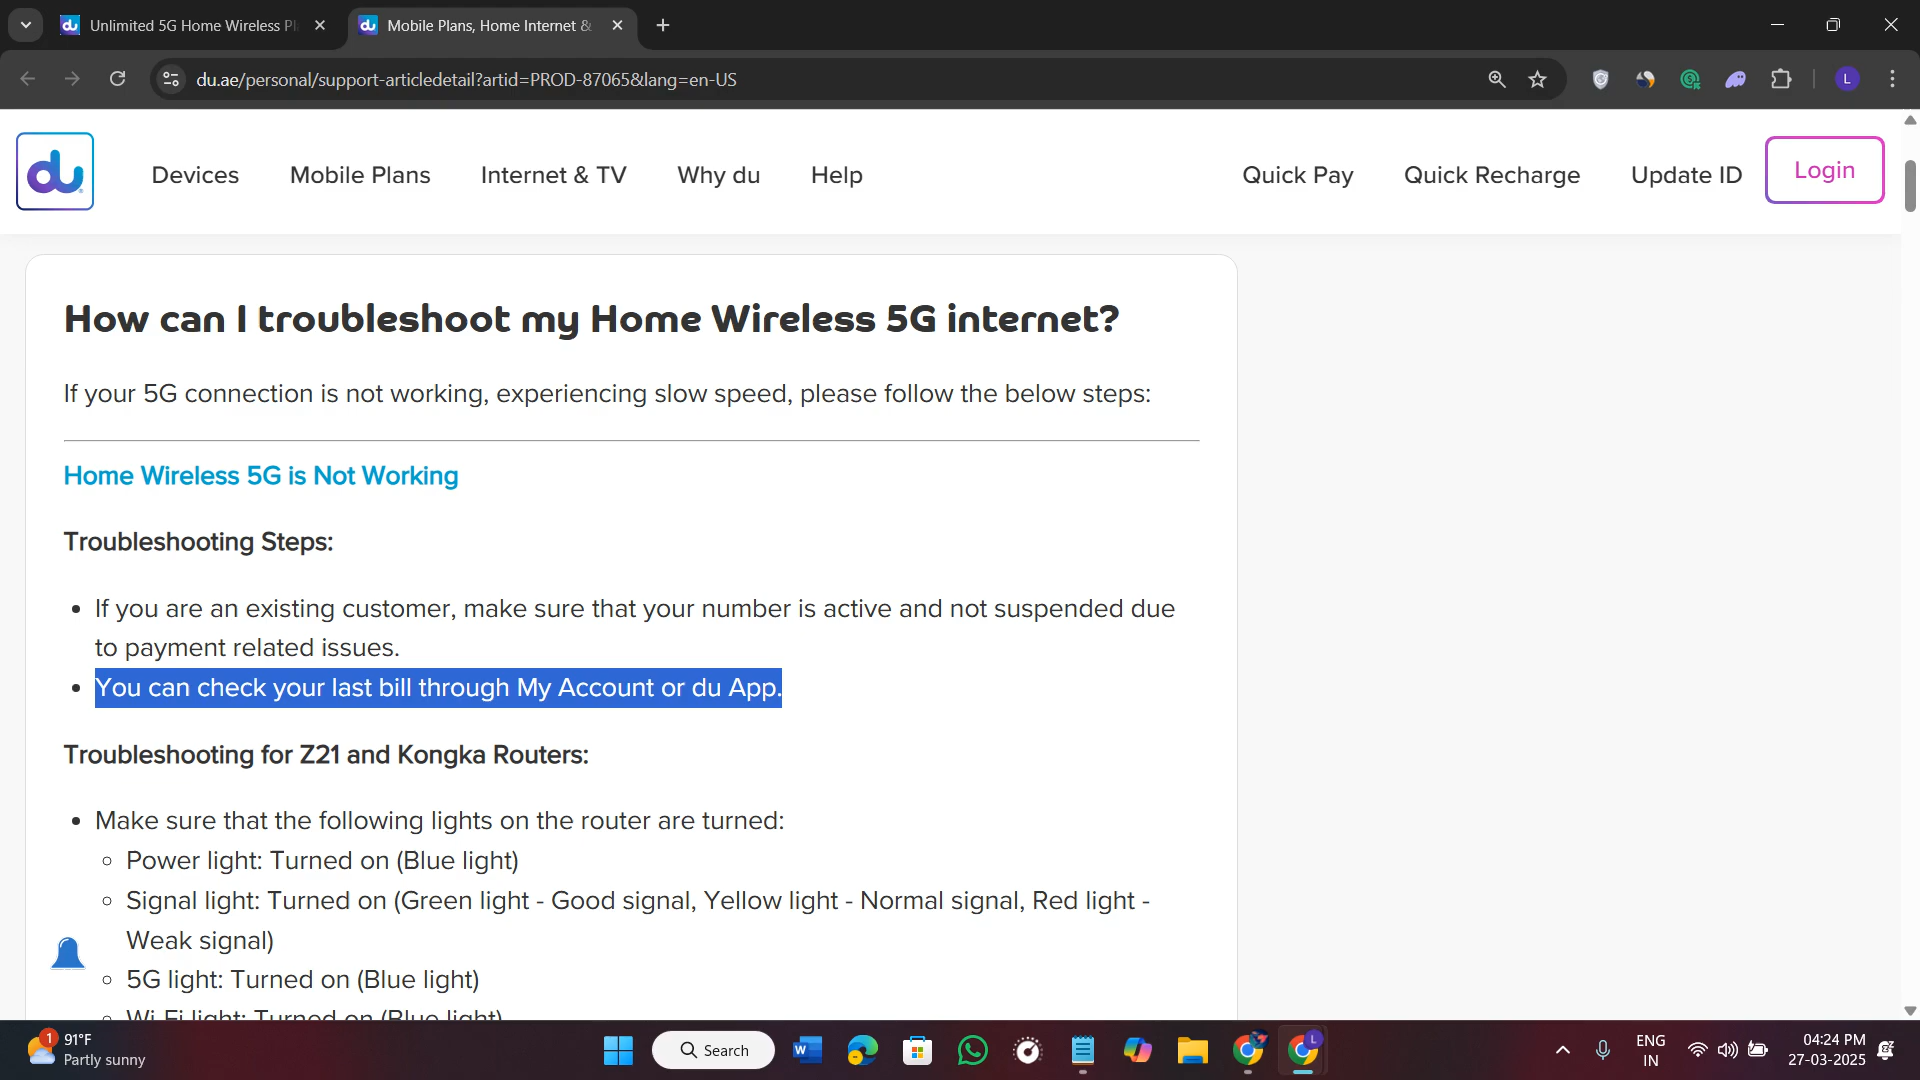 Unlimited 5G Home Wireless Pl
Mobile Plans, Home Internet &
du.ae/personal/support-articledetail?artid=PROD-87065&lang=en-US
L
du
Devices
Mobile Plans
Internet & TV
Why du
Help
Quick Pay
Quick Recharge
Update ID
Login
How can I troubleshoot my Home Wireless 5G internet?
If your 5G connection is not working, experiencing slow speed, please follow the below steps:
Home Wireless 5G is Not Working
Troubleshooting Steps:
• If you are an existing customer, make sure that your number is active and not suspended due
to payment related issues.
• You can check your last bill through My Account or du App.
Troubleshooting for Z21 and Kongka Routers:
• Make sure that the following lights on the router are turned:
○ Power light: Turned on (Blue light)
○ Signal light: Turned on (Green light - Good signal, Yellow light - Normal signal, Red light -
Weak signal)
○ 5G light: Turned on (Blue light)
○ Wi-Fi light: Turned on (Blue light)
1
91°F
Partly sunny
Search
ENG
IN
04:24 PM
27-03-2025